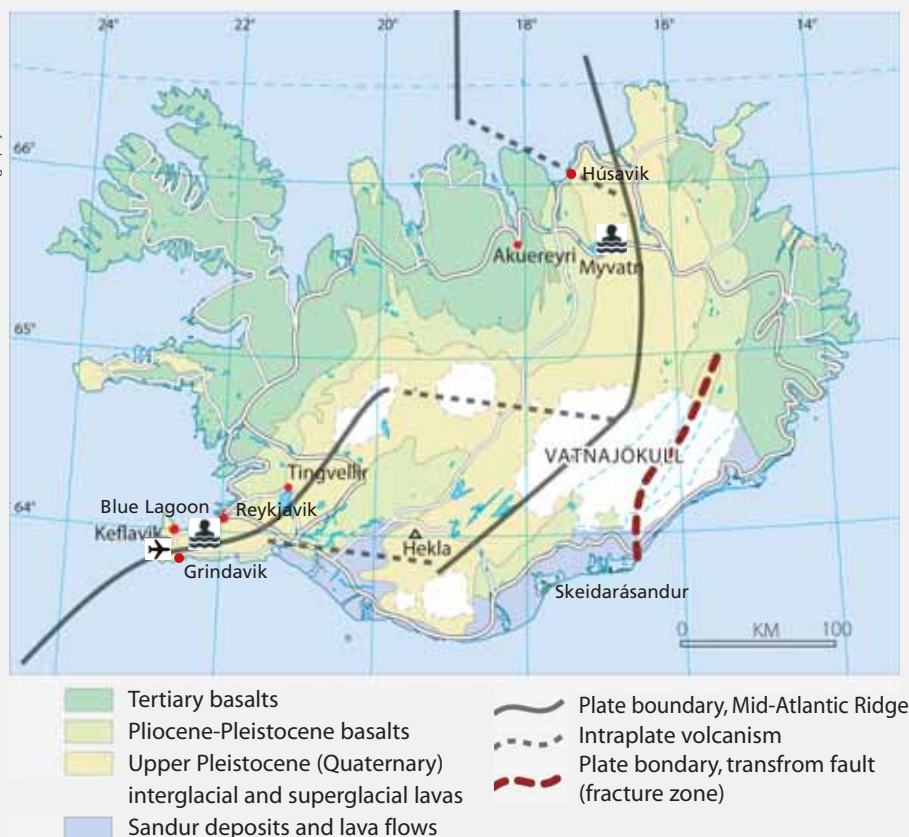 24°
22°
20°
18°
16°
14°
66°
65°
64°
Húsavik
Akuereyri
Myvatn
VATNAJÖKULL
Tingvellir
Blue Lagoon
Reykjavik
Keflavik
Grindavik
Hekla
Skeidarásandur
0 KM 100
Tertiary basalts
Pliocene-Pleistocene basalts
Upper Pleistocene (Quaternary)
interglacial and superglacial lavas
Sandur deposits and lava flows
Plate boundary, Mid-Atlantic Ridge
Intraplate volcanism
Plate bondary, transfrom fault
(fracture zone)